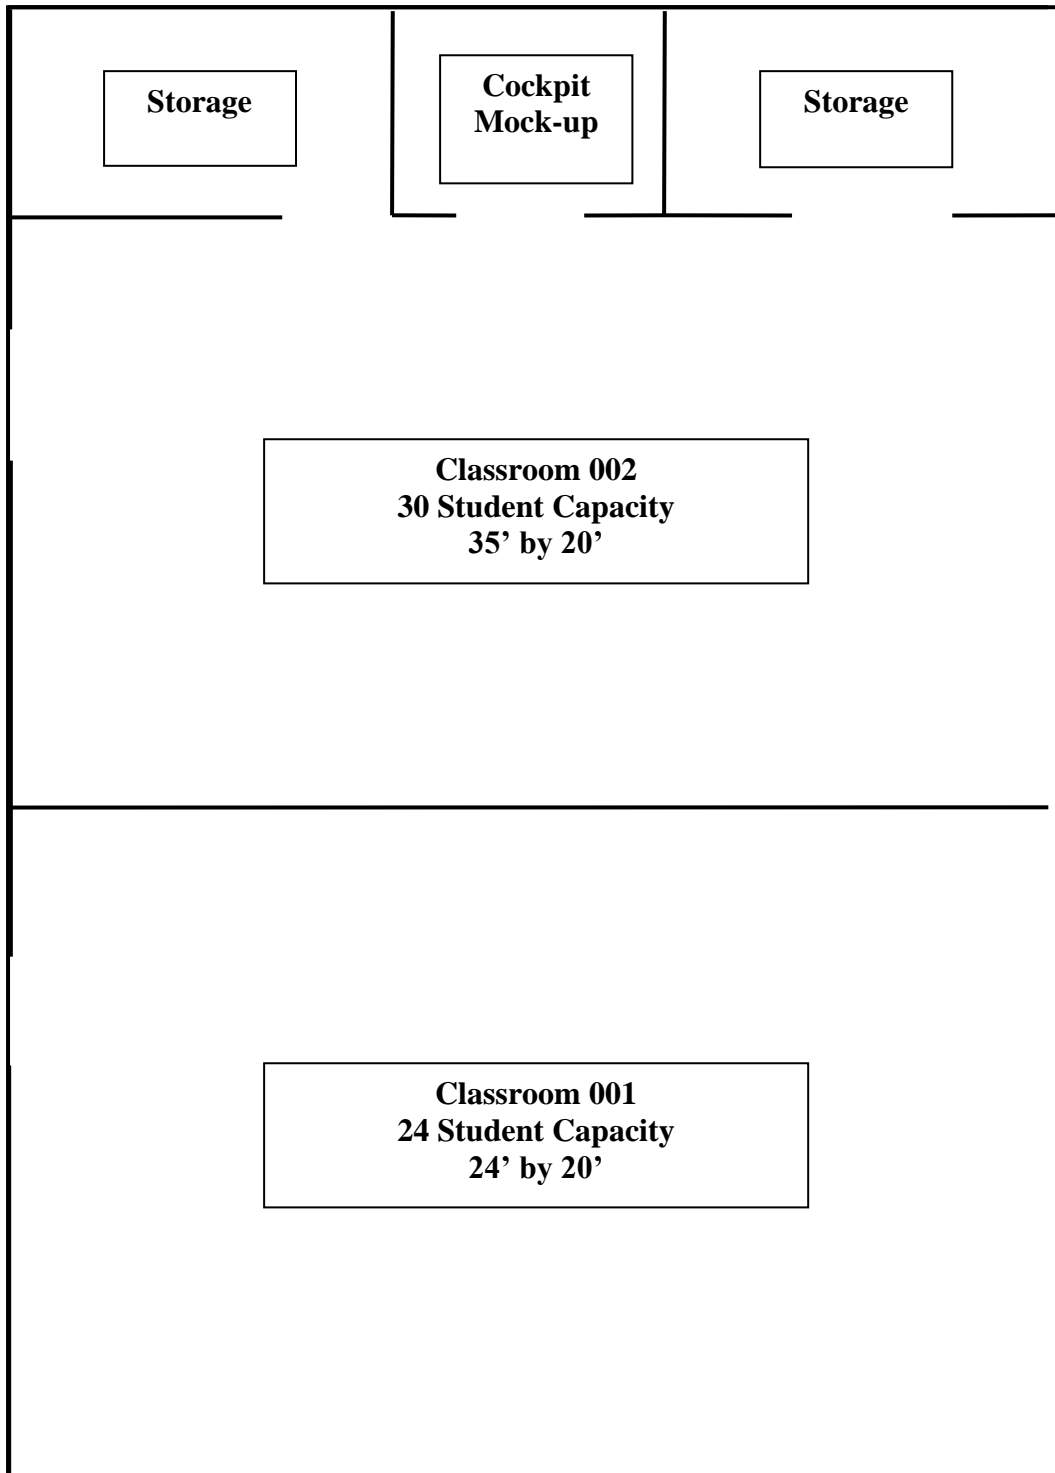 Storage
Cockpit
Mock-up
Storage
Classroom 002
30 Student Capacity
35’ by 20’
Classroom 001
24 Student Capacity
24’ by 20’